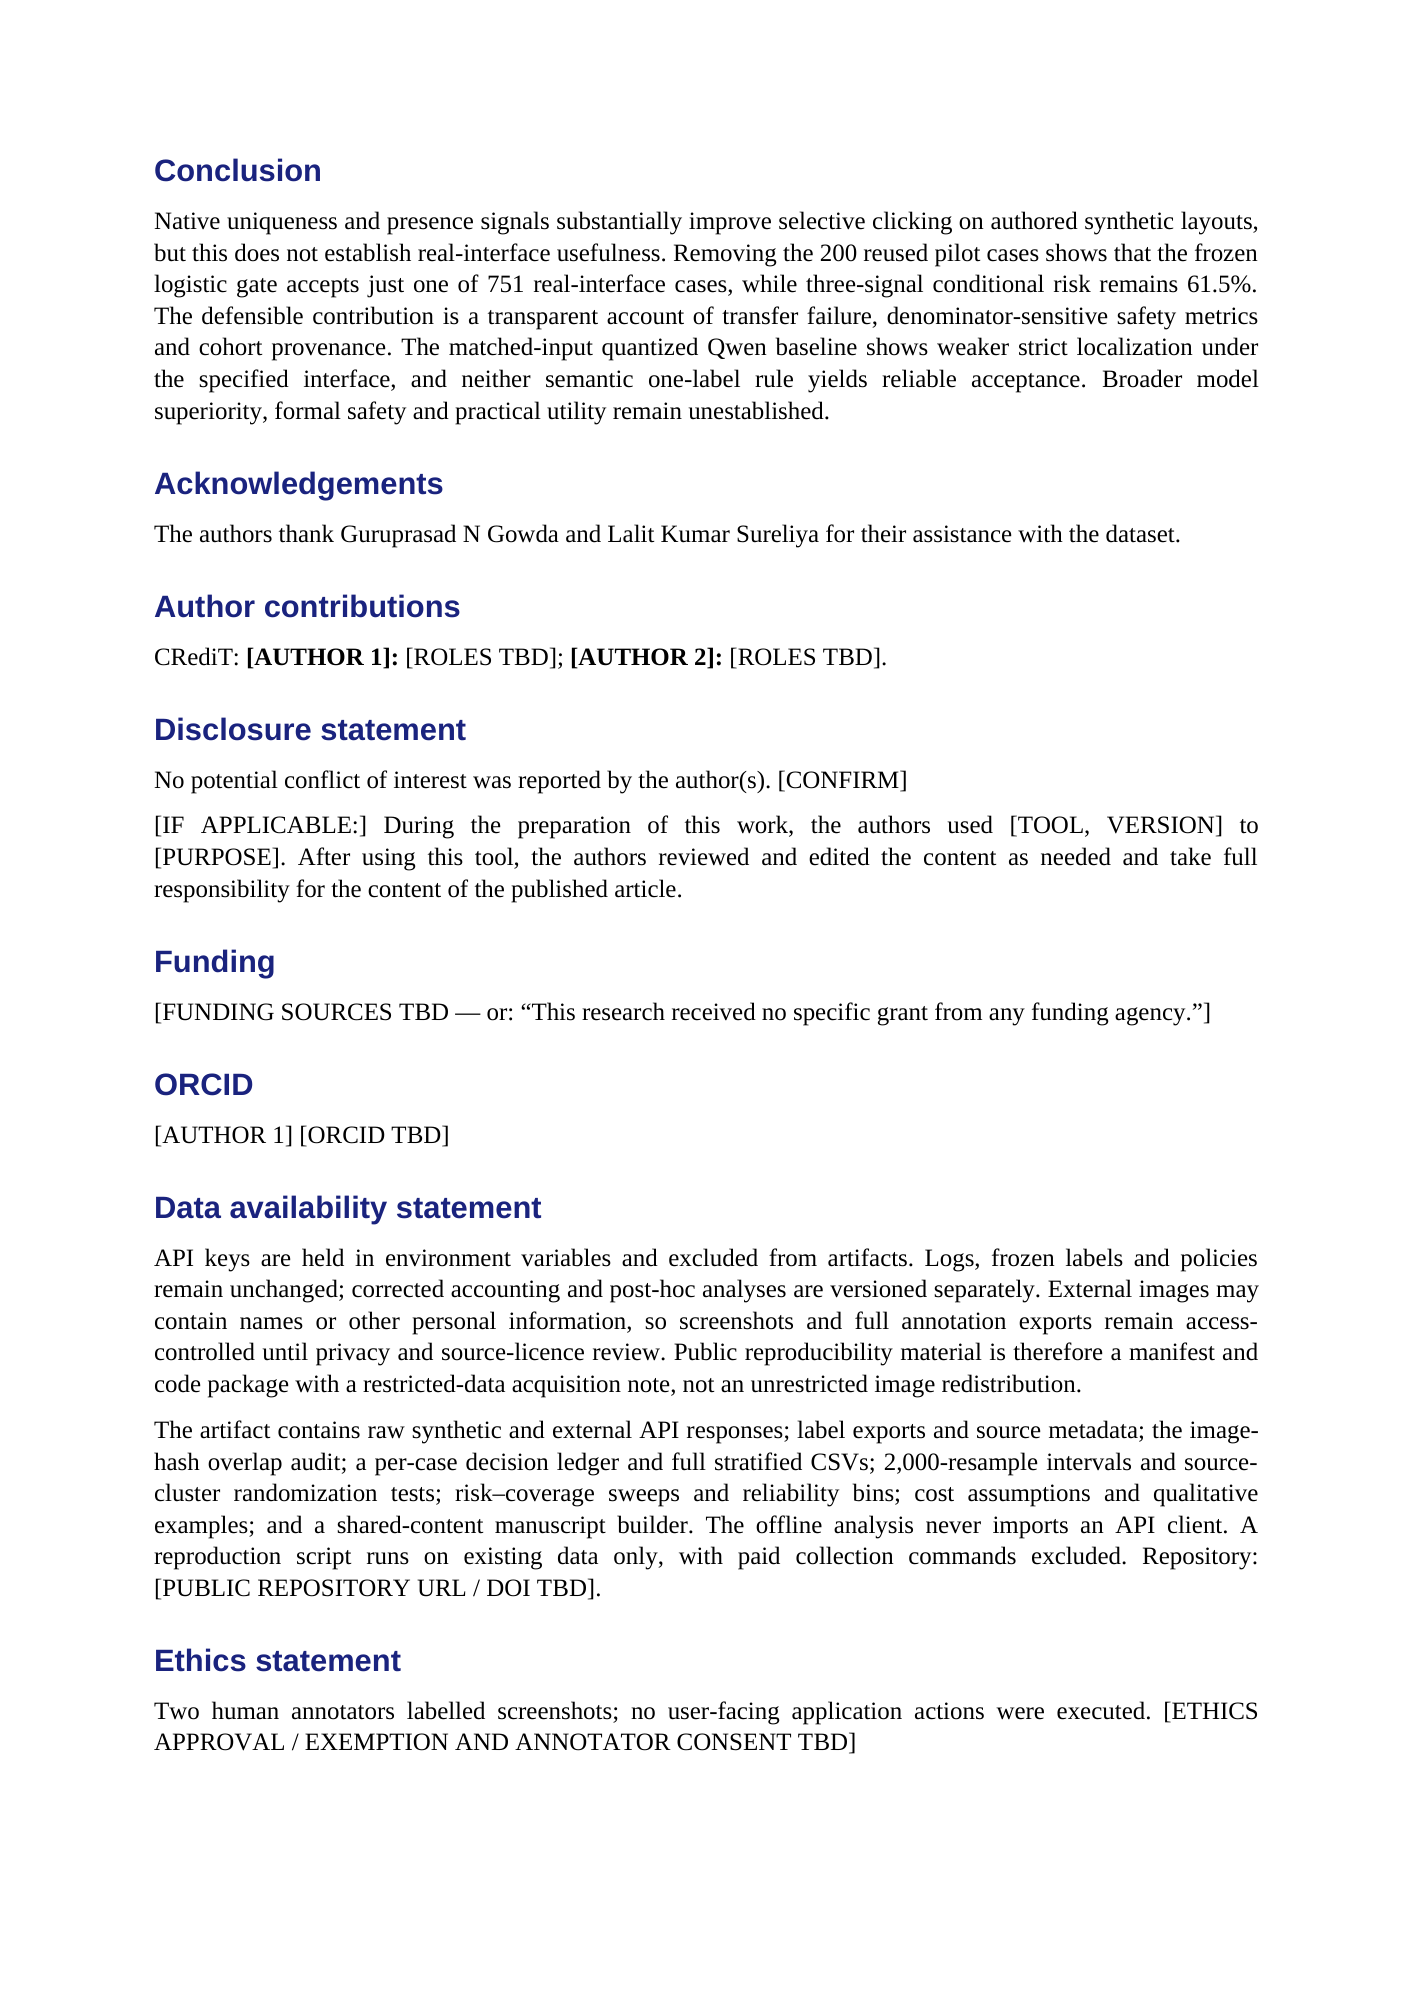 Conclusion
Native uniqueness and presence signals substantially improve selective clicking on authored synthetic layouts,
but this does not establish real-interface usefulness. Removing the 200 reused pilot cases shows that the frozen
logistic gate accepts just one of 751 real-interface cases, while three-signal conditional risk remains 61.5%.
The defensible contribution is a transparent account of transfer failure, denominator-sensitive safety metrics
and cohort provenance. The matched-input quantized Qwen baseline shows weaker strict localization under
the specified interface, and neither semantic one-label rule yields reliable acceptance. Broader model
superiority, formal safety and practical utility remain unestablished.
Acknowledgements
The authors thank Guruprasad N Gowda and Lalit Kumar Sureliya for their assistance with the dataset.
Author contributions
CRediT: [AUTHOR 1]: [ROLES TBD]; [AUTHOR 2]: [ROLES TBD].
Disclosure statement
No potential conflict of interest was reported by the author(s). [CONFIRM]
[IF APPLICABLE:] During the preparation of this work, the authors used [TOOL, VERSION] to
[PURPOSE]. After using this tool, the authors reviewed and edited the content as needed and take full
responsibility for the content of the published article.
Funding
[FUNDING SOURCES TBD — or: “This research received no specific grant from any funding agency.”]
ORCID
[AUTHOR 1] [ORCID TBD]
Data availability statement
API keys are held in environment variables and excluded from artifacts. Logs, frozen labels and policies
remain unchanged; corrected accounting and post-hoc analyses are versioned separately. External images may
contain names or other personal information, so screenshots and full annotation exports remain access-
controlled until privacy and source-licence review. Public reproducibility material is therefore a manifest and
code package with a restricted-data acquisition note, not an unrestricted image redistribution.
The artifact contains raw synthetic and external API responses; label exports and source metadata; the image-
hash overlap audit; a per-case decision ledger and full stratified CSVs; 2,000-resample intervals and source-
cluster randomization tests; risk–coverage sweeps and reliability bins; cost assumptions and qualitative
examples; and a shared-content manuscript builder. The offline analysis never imports an API client. A
reproduction script runs on existing data only, with paid collection commands excluded. Repository:
[PUBLIC REPOSITORY URL / DOI TBD].
Ethics statement
Two human annotators labelled screenshots; no user-facing application actions were executed. [ETHICS
APPROVAL / EXEMPTION AND ANNOTATOR CONSENT TBD]